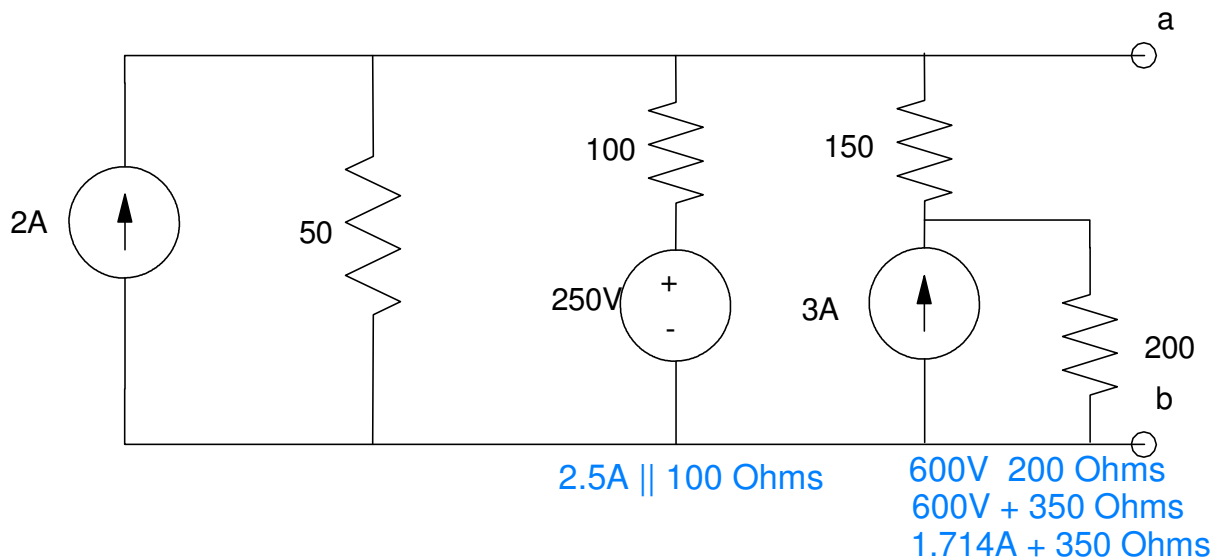 a
100
150
2A
50
250V
+
-
3A
200
b
2.5A || 100 Ohms
600V 200 Ohms
600V + 350 Ohms
1.714A + 350 Ohms